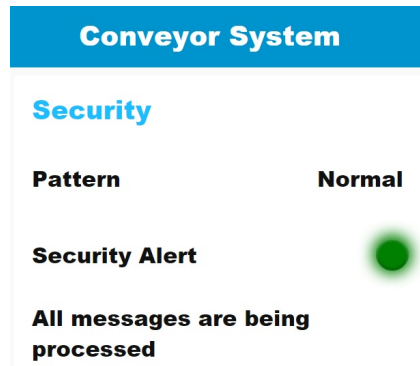 Conveyor System
Security
Pattern Normal
Security Alert
All messages are being
processed